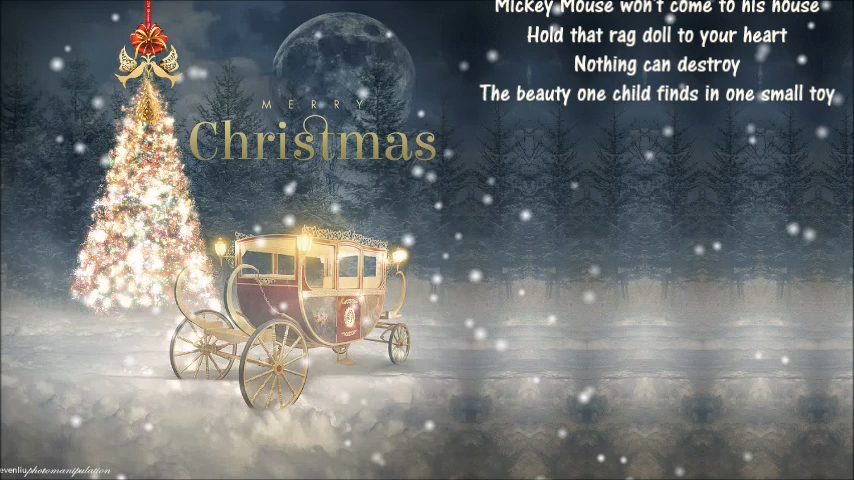 Mickey Mouse won't come to his house
Hold that rag doll to your heart
Nothing can destroy
The beauty one child finds in one small toy
MERRY
Christmas
evenliuphotomanipulation